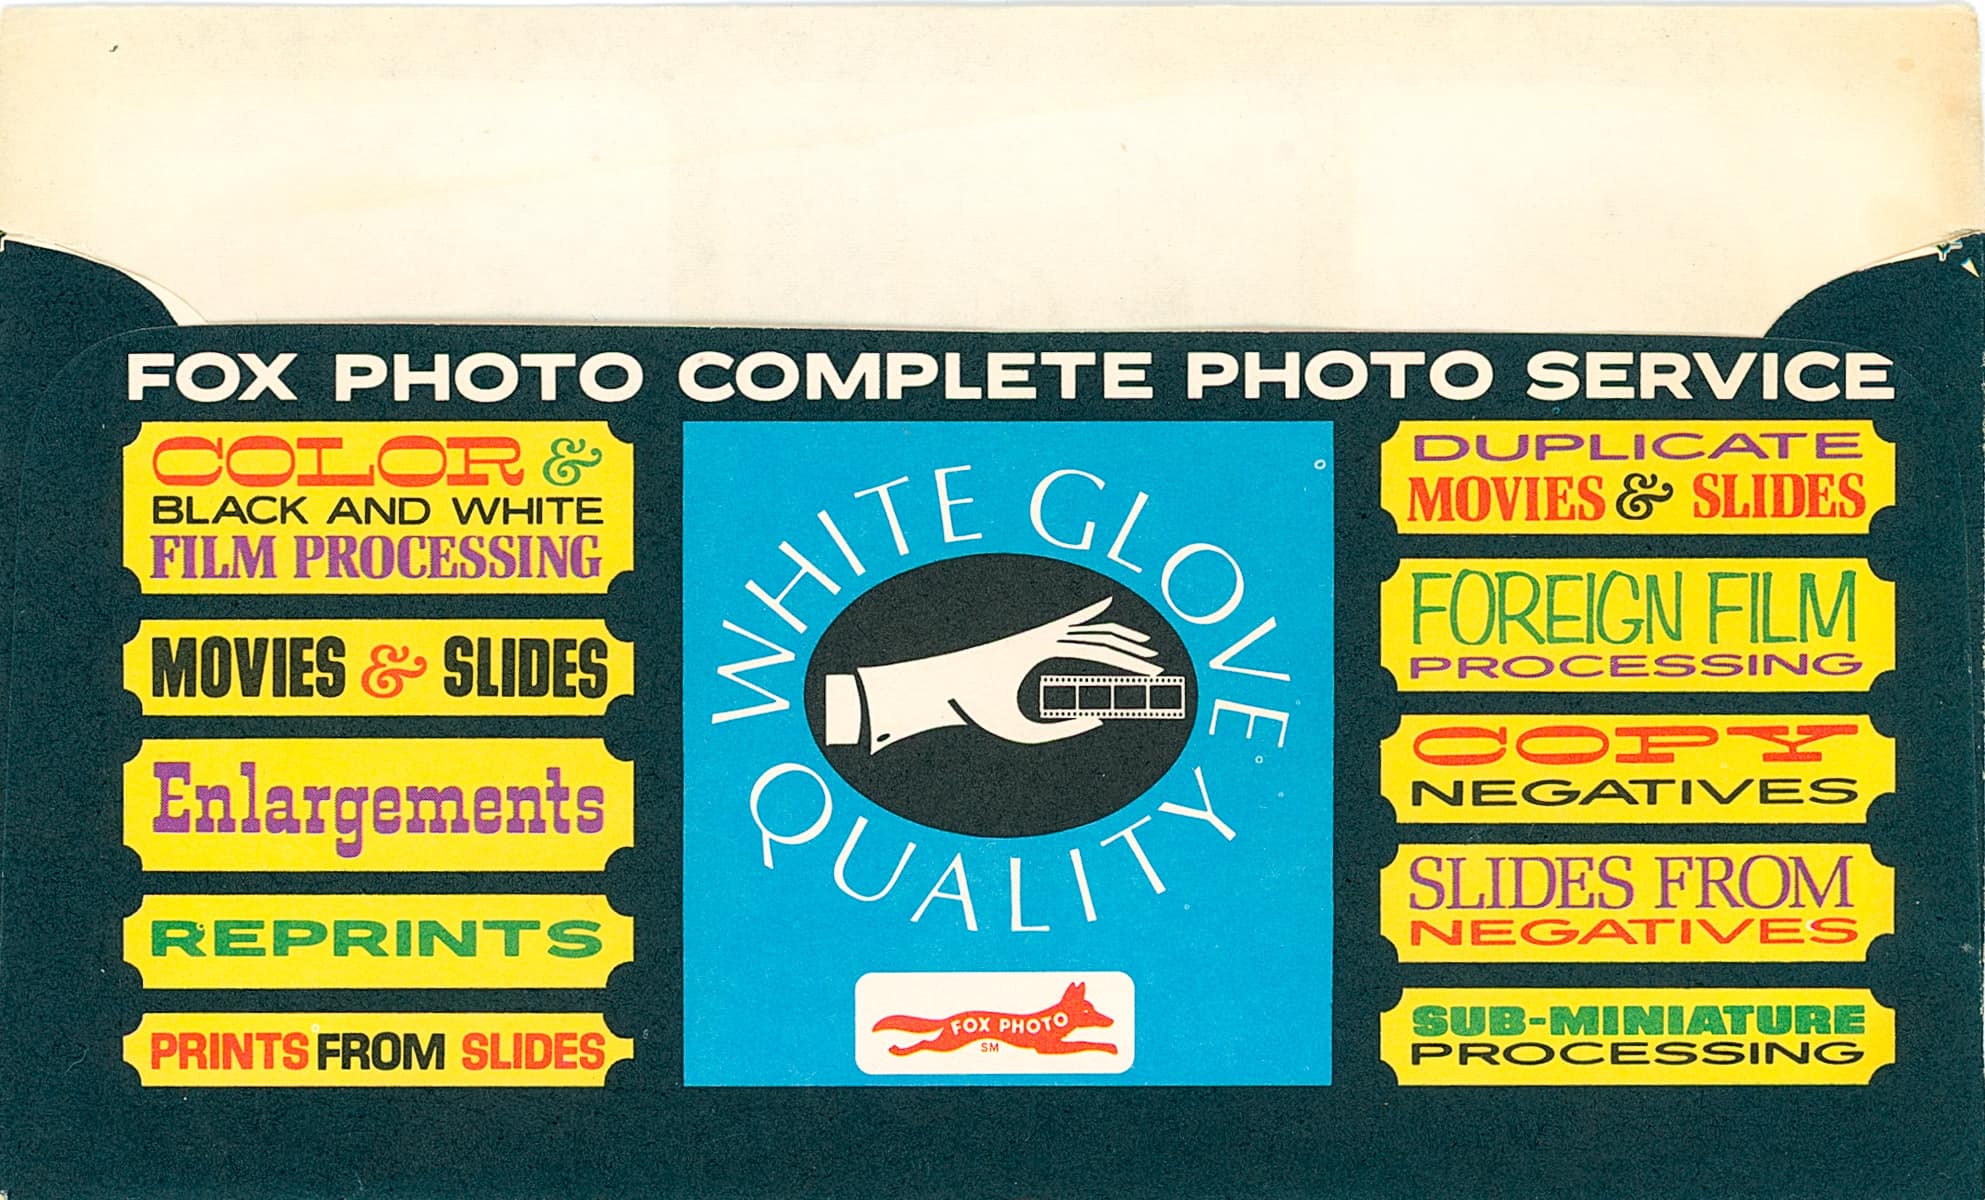 FOX PHOTO COMPLETE PHOTO SERVICE
COLOR &
BLACK AND WHITE
FILM PROCESSING
MOVIES & SLIDES
Enlargements
REPRINTS
PRINTS FROM SLIDES
WHITE GLOVE
QUALITY
FOX PHOTO
SM
DUPLICATE
MOVIES & SLIDES
FOREIGN FILM
PROCESSING
COPY
NEGATIVES
SLIDES FROM
NEGATIVES
SUB-MINIATURE
PROCESSING